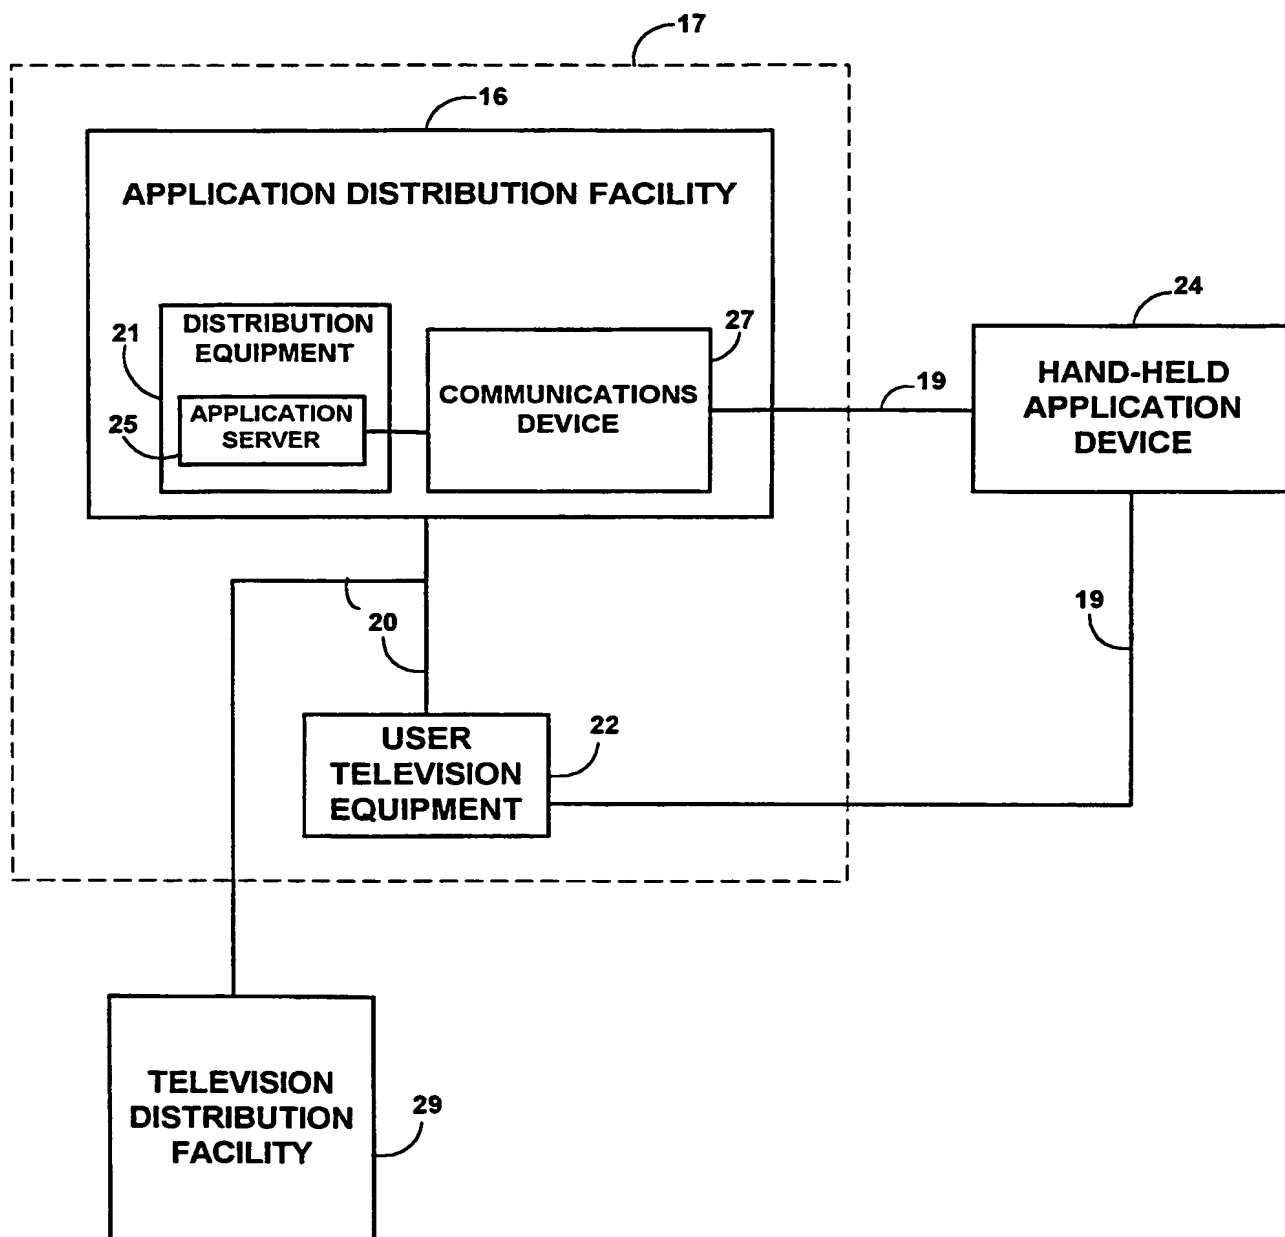 17
16
APPLICATION DISTRIBUTION FACILITY
24
21
DISTRIBUTION
EQUIPMENT
27
25
APPLICATION
SERVER
COMMUNICATIONS
DEVICE
19
HAND-HELD
APPLICATION
DEVICE
20
19
USER
TELEVISION
EQUIPMENT
22
TELEVISION
DISTRIBUTION
FACILITY
29